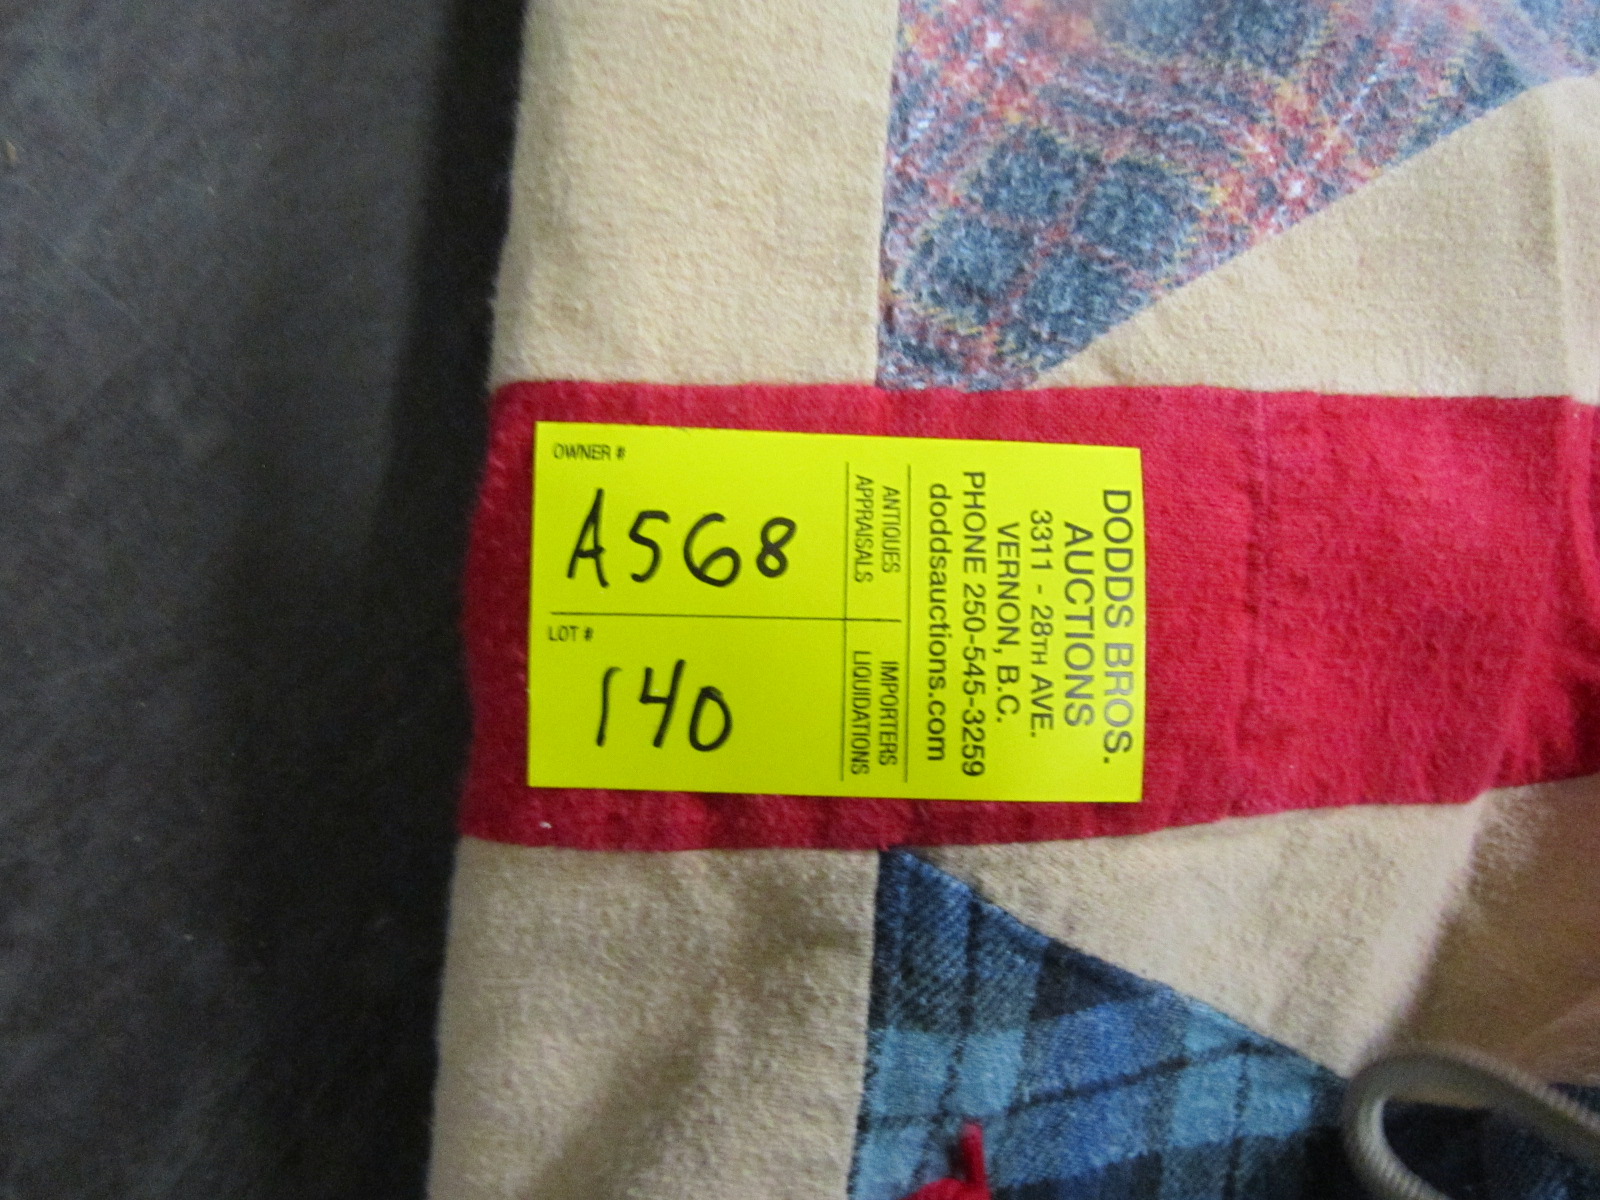 OWNER #
A568
LOT #
140
ANTIQUES
APPRAISALS
IMPORTERS
LIQUIDATIONS
DODDS BROS.
AUCTIONS
3311 - 28TH AVE.
VERNON, B.C.
PHONE 250-545-3259
doddsauctions.com